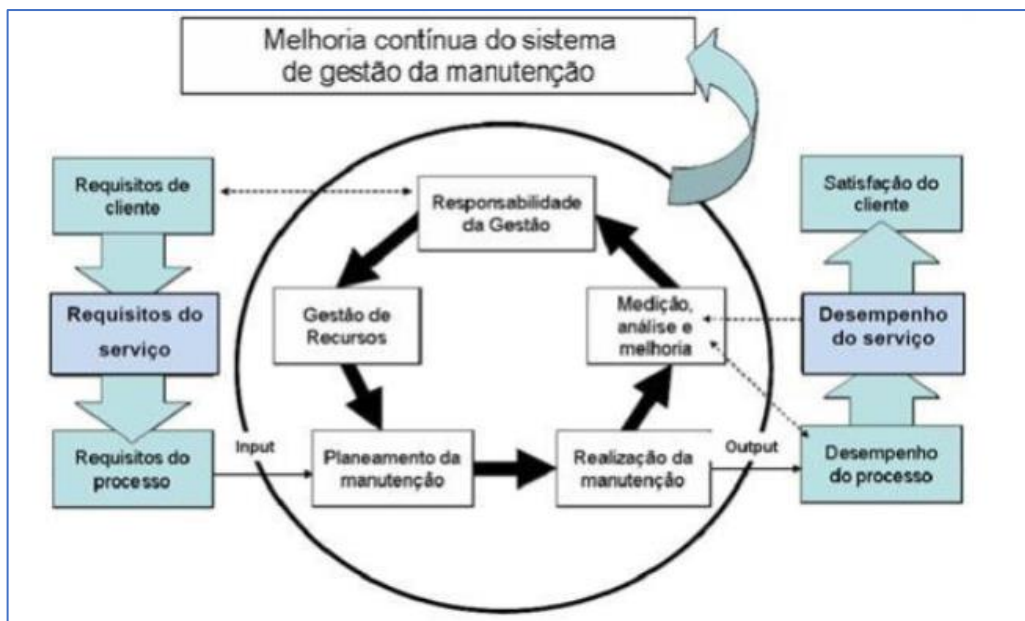 Melhoria contínua do sistema
de gestão da manutenção
Requisitos de
cliente
Responsabilidade
da Gestão
Satisfação do
cliente
Requisitos do
serviço
Gestão de
Recursos
Medição,
análise e
melhoria
Desempenho
do serviço
Requisitos do
processo
Input
Planeamento da
manutenção
Realização da
manutenção
Output
Desempenho
do processo